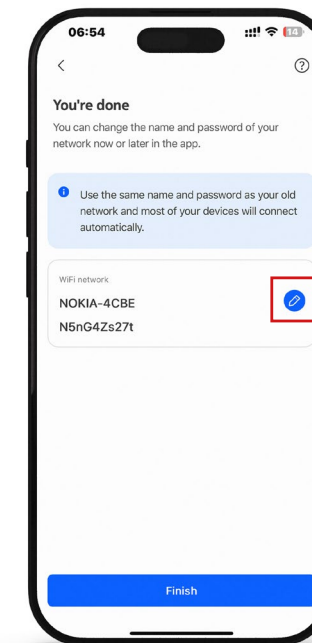 06:54
14
You're done
You can change the name and password of your
network now or later in the app.
Use the same name and password as your old
network and most of your devices will connect
automatically.
WiFi network
NOKIA-4CBE
N5nG4Zs27t
Finish